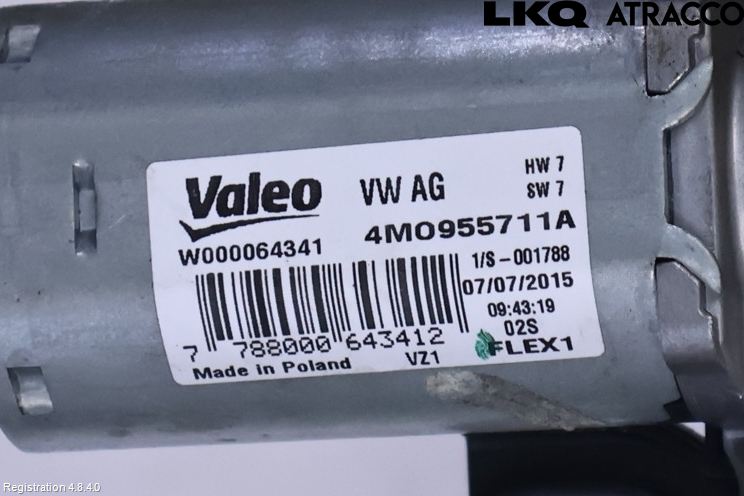 LKQ ATRACCO
Valeo VW AG HW 7
SW 7
W000064341 4M0955711A
1/S-001788
07/07/2015
09:43:19
02S
7 788000 643412 VZ1 FLEX1
Made in Poland
Registration 4.8.4.0